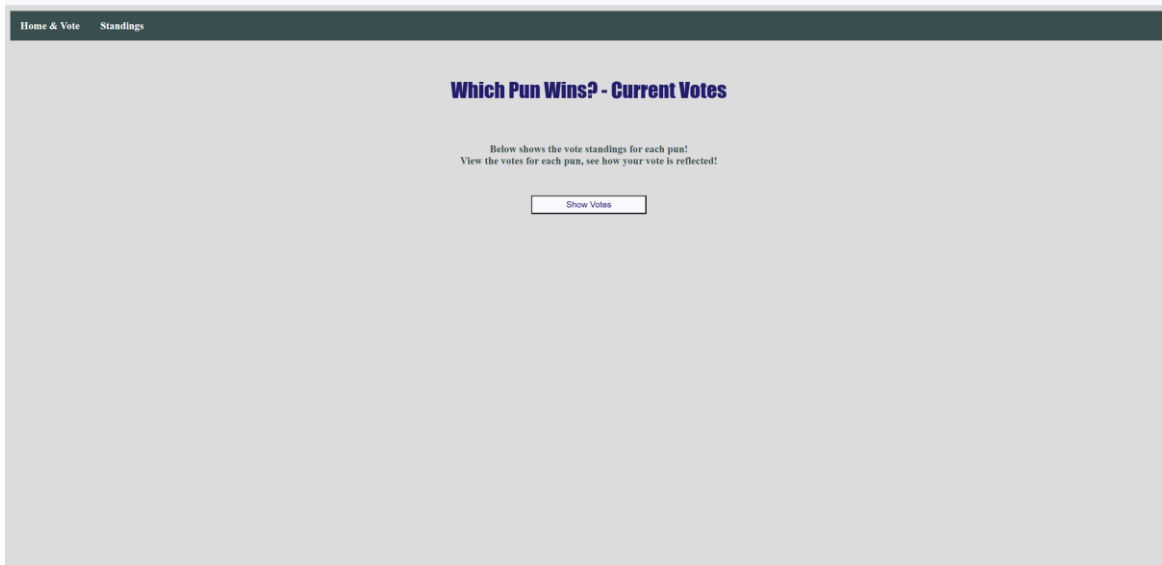 Home & Vote Standings
Which Pun Wins? - Current Votes
Below shows the vote standings for each pun!
View the votes for each pun, see how your vote is reflected!
Show Votes